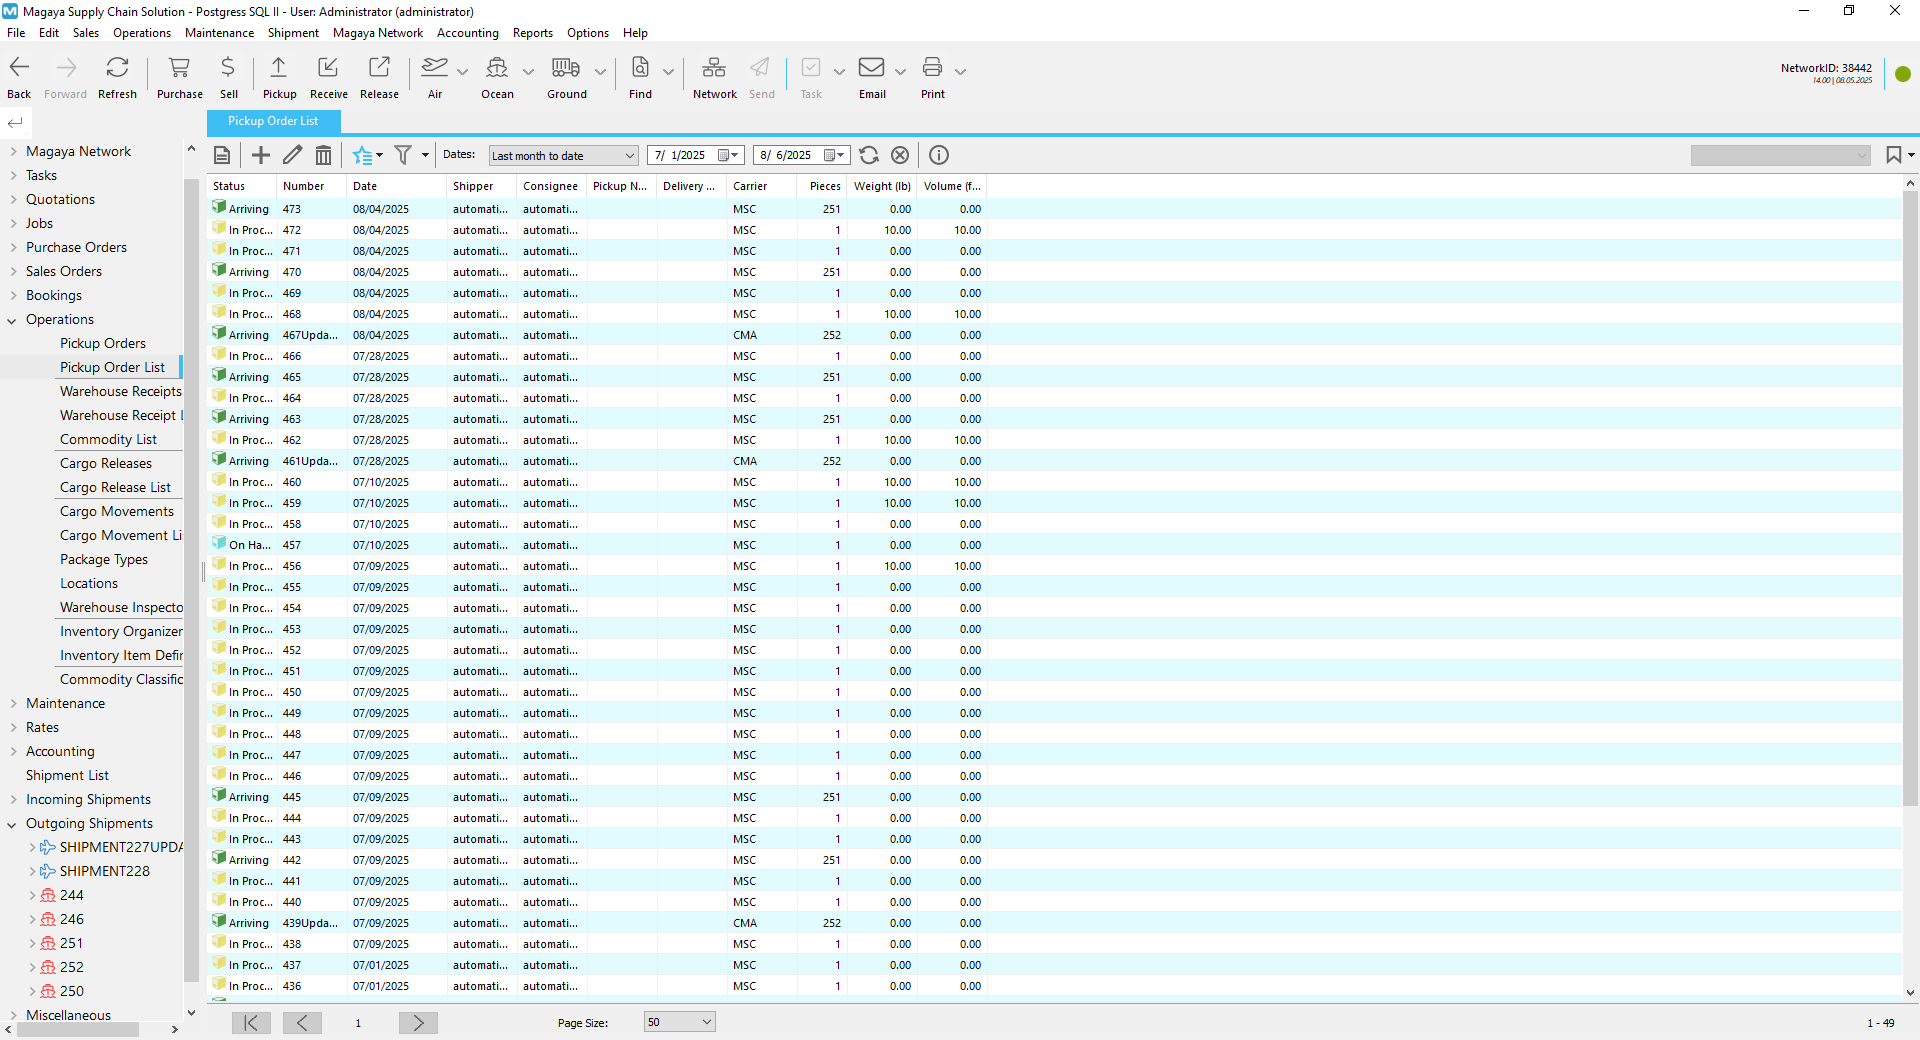 Magaya Supply Chain Solution - Postgress SQL II - User: Administrator (administrator)
File Edit Sales Operations Maintenance Shipment Magaya Network Accounting Reports Options Help
Back Forward Refresh Purchase Sell Pickup Receive Release Air Ocean Ground Find Network Send Task Email Print
NetworkID: 38442
14.00 | 08.05.2025
Magaya Network
Tasks
Quotations
Jobs
Purchase Orders
Sales Orders
Bookings
Operations
Pickup Orders
Pickup Order List
Warehouse Receipts
Warehouse Receipt L
Commodity List
Cargo Releases
Cargo Release List
Cargo Movements
Cargo Movement Li
Package Types
Locations
Warehouse Inspecto
Inventory Organizer
Inventory Item Defir
Commodity Classific
Maintenance
Rates
Accounting
Shipment List
Incoming Shipments
Outgoing Shipments
SHIPMENT227UPDA
SHIPMENT228
244
246
251
252
250
Miscellaneous
Pickup Order List
Dates: Last month to date 7/ 1/2025 8/ 6/2025
Status Number Date Shipper Consignee Pickup N... Delivery ... Carrier Pieces Weight (lb) Volume (f...
Arriving 473 08/04/2025 automati... automati... MSC 251 0.00 0.00
In Proc... 472 08/04/2025 automati... automati... MSC 1 10.00 10.00
In Proc... 471 08/04/2025 automati... automati... MSC 1 0.00 0.00
Arriving 470 08/04/2025 automati... automati... MSC 251 0.00 0.00
In Proc... 469 08/04/2025 automati... automati... MSC 1 0.00 0.00
In Proc... 468 08/04/2025 automati... automati... MSC 1 10.00 10.00
Arriving 467Upda... 08/04/2025 automati... automati... CMA 252 0.00 0.00
In Proc... 466 07/28/2025 automati... automati... MSC 1 0.00 0.00
Arriving 465 07/28/2025 automati... automati... MSC 251 0.00 0.00
In Proc... 464 07/28/2025 automati... automati... MSC 1 0.00 0.00
Arriving 463 07/28/2025 automati... automati... MSC 251 0.00 0.00
In Proc... 462 07/28/2025 automati... automati... MSC 1 10.00 10.00
Arriving 461Upda... 07/28/2025 automati... automati... CMA 252 0.00 0.00
In Proc... 460 07/10/2025 automati... automati... MSC 1 10.00 10.00
In Proc... 459 07/10/2025 automati... automati... MSC 1 10.00 10.00
In Proc... 458 07/10/2025 automati... automati... MSC 1 0.00 0.00
On Ha... 457 07/10/2025 automati... automati... MSC 1 0.00 0.00
In Proc... 456 07/09/2025 automati... automati... MSC 1 10.00 10.00
In Proc... 455 07/09/2025 automati... automati... MSC 1 0.00 0.00
In Proc... 454 07/09/2025 automati... automati... MSC 1 0.00 0.00
In Proc... 453 07/09/2025 automati... automati... MSC 1 0.00 0.00
In Proc... 452 07/09/2025 automati... automati... MSC 1 0.00 0.00
In Proc... 451 07/09/2025 automati... automati... MSC 1 0.00 0.00
In Proc... 450 07/09/2025 automati... automati... MSC 1 0.00 0.00
In Proc... 449 07/09/2025 automati... automati... MSC 1 0.00 0.00
In Proc... 448 07/09/2025 automati... automati... MSC 1 0.00 0.00
In Proc... 447 07/09/2025 automati... automati... MSC 1 0.00 0.00
In Proc... 446 07/09/2025 automati... automati... MSC 1 0.00 0.00
Arriving 445 07/09/2025 automati... automati... MSC 251 0.00 0.00
In Proc... 444 07/09/2025 automati... automati... MSC 1 0.00 0.00
In Proc... 443 07/09/2025 automati... automati... MSC 1 0.00 0.00
Arriving 442 07/09/2025 automati... automati... MSC 251 0.00 0.00
In Proc... 441 07/09/2025 automati... automati... MSC 1 0.00 0.00
In Proc... 440 07/09/2025 automati... automati... MSC 1 0.00 0.00
Arriving 439Upda... 07/09/2025 automati... automati... CMA 252 0.00 0.00
In Proc... 438 07/09/2025 automati... automati... MSC 1 0.00 0.00
In Proc... 437 07/01/2025 automati... automati... MSC 1 0.00 0.00
In Proc... 436 07/01/2025 automati... automati... MSC 1 0.00 0.00
1 Page Size: 50 1 - 49